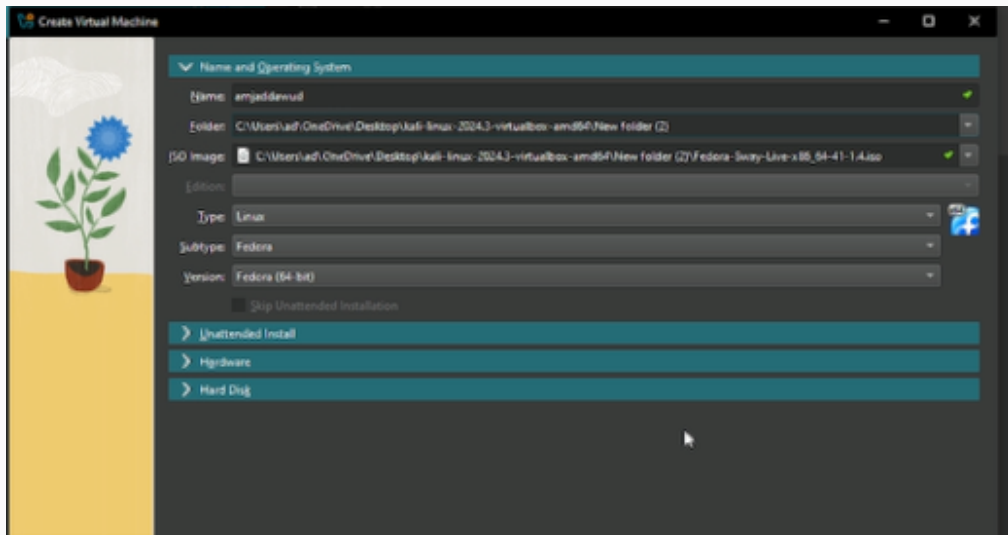 Create Virtual Machine
Name and Operating System
Name: amjaddawud
Folder: C:\Users\ad\OneDrive\Desktop\kali-linux-2024.3-virtualbox-amd64\New folder (2)
ISO Image: C:\Users\ad\OneDrive\Desktop\kali-linux-2024.3-virtualbox-amd64\New folder (2)\Fedora-Sway-Live-x86_64-41-1.4.iso
Edition:
Type: Linux
Subtype: Fedora
Version: Fedora (64-bit)
Skip Unattended Installation
Unattended Install
Hardware
Hard Disk